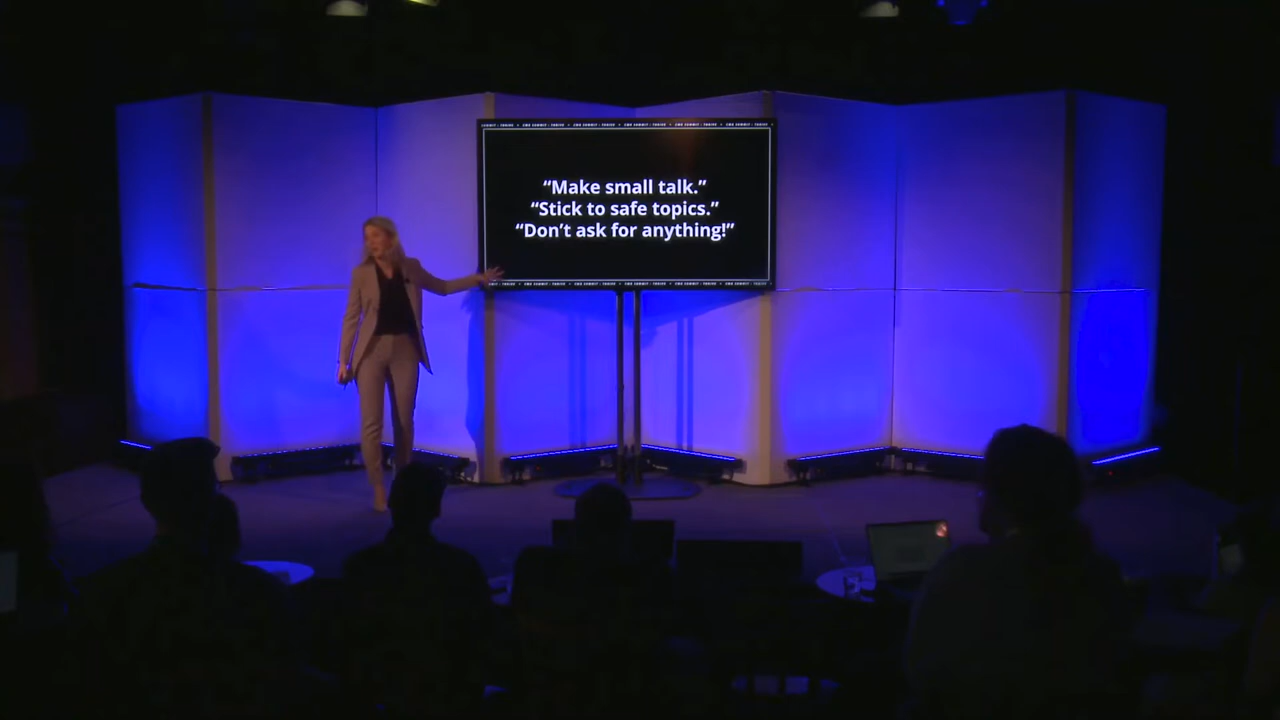 “Make small talk.”
“Stick to safe topics.”
“Don’t ask for anything!”